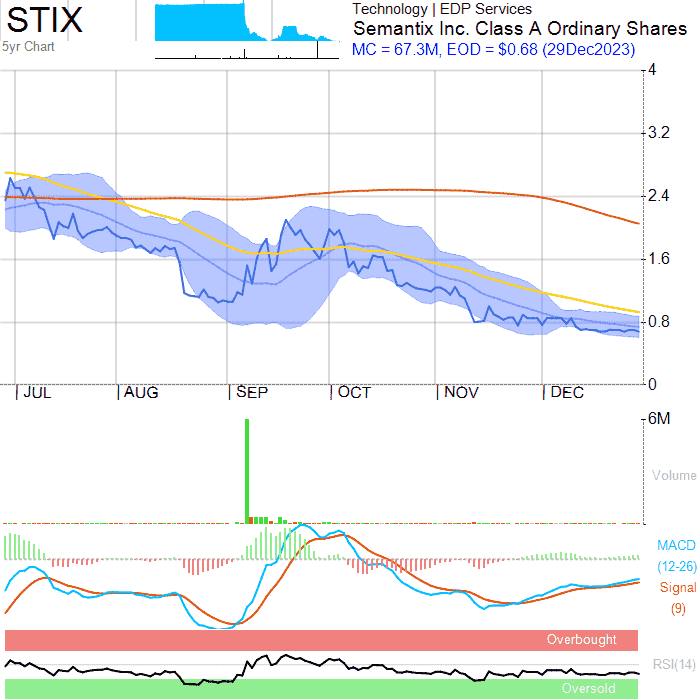 STIX
5yr Chart
Technology | EDP Services
Semantix Inc. Class A Ordinary Shares
MC = 67.3M, EOD = $0.68 (29Dec2023)
4
3.2
2.4
1.6
0.8
0
JUL AUG SEP OCT NOV DEC
6M
Volume
MACD
(12-26)
Signal
(9)
Overbought
RSI(14)
Oversold